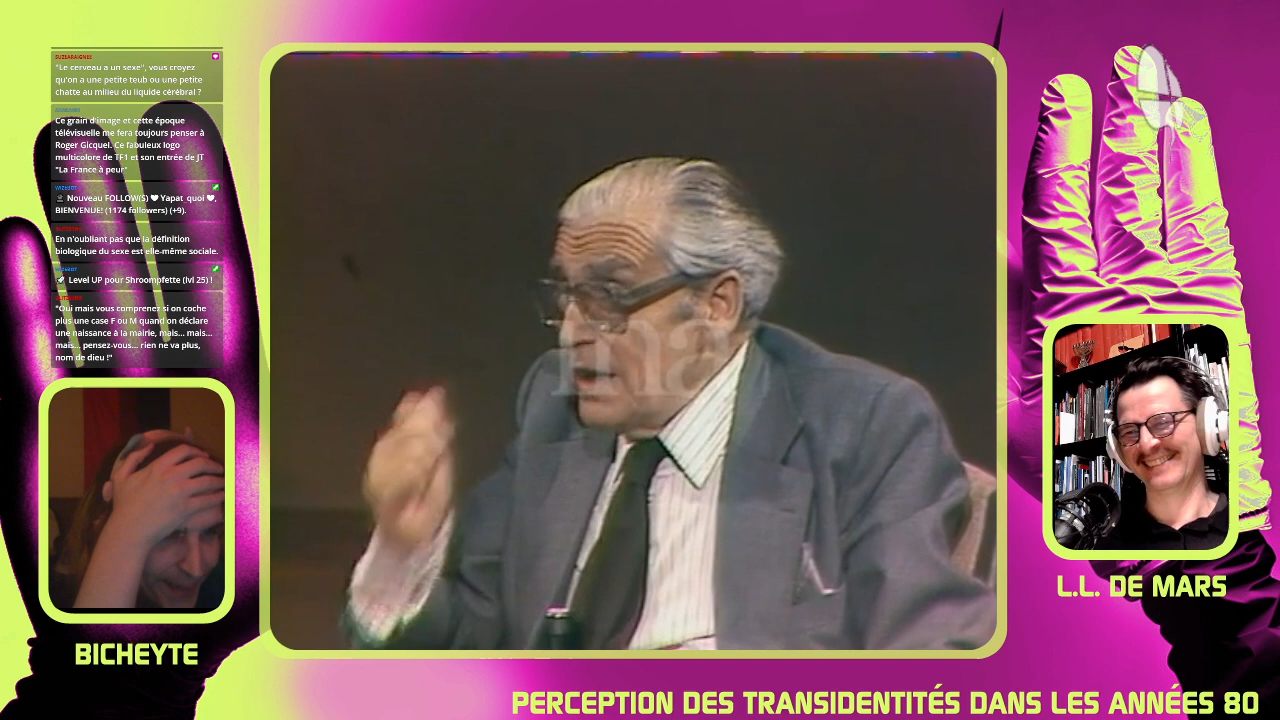 SUZEARAIGNEE
"Le cerveau a un sexe", vous croyez
qu'on a une petite teub ou une petite
chatte au milieu du liquide cérébral ?
Ce grain d'image et cette époque
télévisuelle me fera toujours penser à
Roger Gicquel. Ce fabuleux logo
multicolore de TF1 et son entrée de JT
"La France à peur"
WIZEBOT
Nouveau FOLLOW(S) ❤ Yapat_quoi ❤,
BIENVENUE! (1174 followers) (+9).
En n'oubliant pas que la définition
biologique du sexe est elle-même sociale.
WIZEBOT
Level UP pour Shroompfette (lvl 25) !
"Oui mais vous comprenez si on coche
plus une case F ou M quand on déclare
une naissance à la mairie, mais... mais...
mais... pensez-vous... rien ne va plus,
nom de dieu !"
ina
BICHEYTE
L.L. DE MARS
PERCEPTION DES TRANSIDENTITÉS DANS LES ANNÉES 80